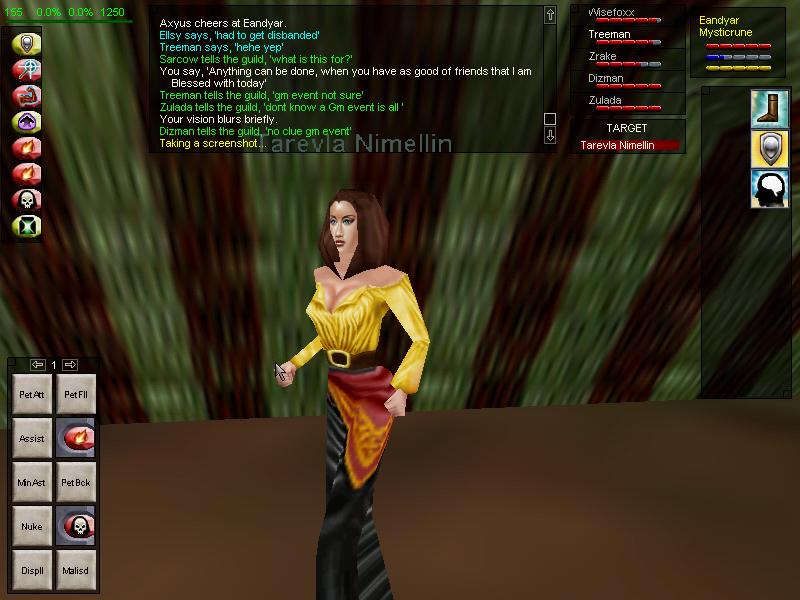 155 0.0% 0.0% 1250
Axyus cheers at Eandyar.
Ellsy says, 'had to get disbanded'
Treeman says, 'hehe yep'
Sarcow tells the guild, 'what is this for?'
You say, 'Anything can be done, when you have as good of friends that I am
Blessed with today'
Treeman tells the guild, 'gm event not sure'
Zulada tells the guild, 'dont know a Gm event is all '
Your vision blurs briefly.
Dizman tells the guild, 'no clue gm event'
Taking a screenshot...
Tarevla Nimellin
Wisefoxx
Treeman
Zrake
Dizman
Zulada
TARGET
Tarevla Nimellin
Eandyar
Mysticrune
1
PetAtt PetFll
Assist
MinAst PetBck
Nuke
Displl Malisd